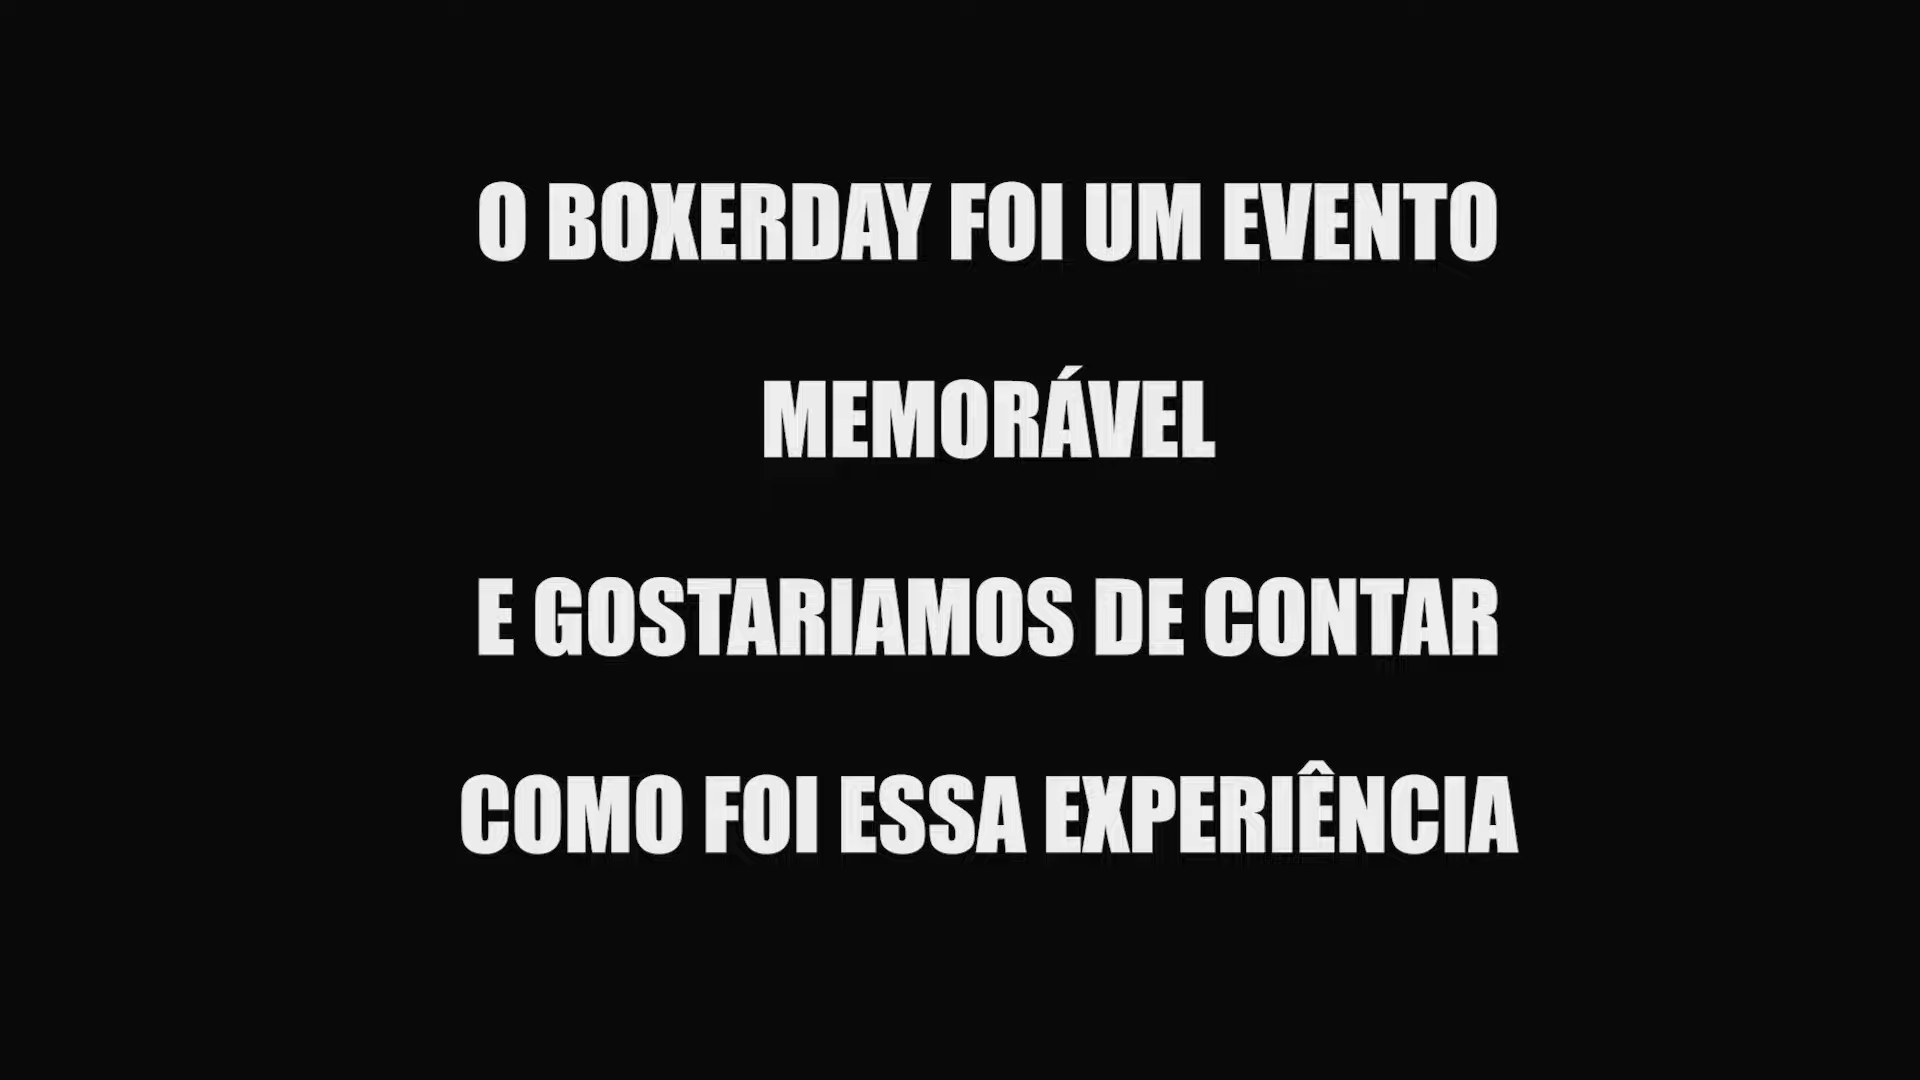 O BOXERDAY FOI UM EVENTO
MEMORÁVEL
E GOSTARIAMOS DE CONTAR
COMO FOI ESSA EXPERIÊNCIA